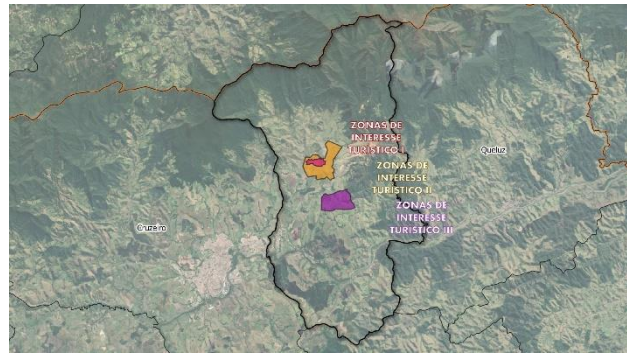 ZONAS DE
INTERESSE
TURÍSTICO I
Queluz
ZONAS DE
INTERESSE
TURÍSTICO II
ZONAS DE
INTERESSE
TURÍSTICO III
Cruzeiro